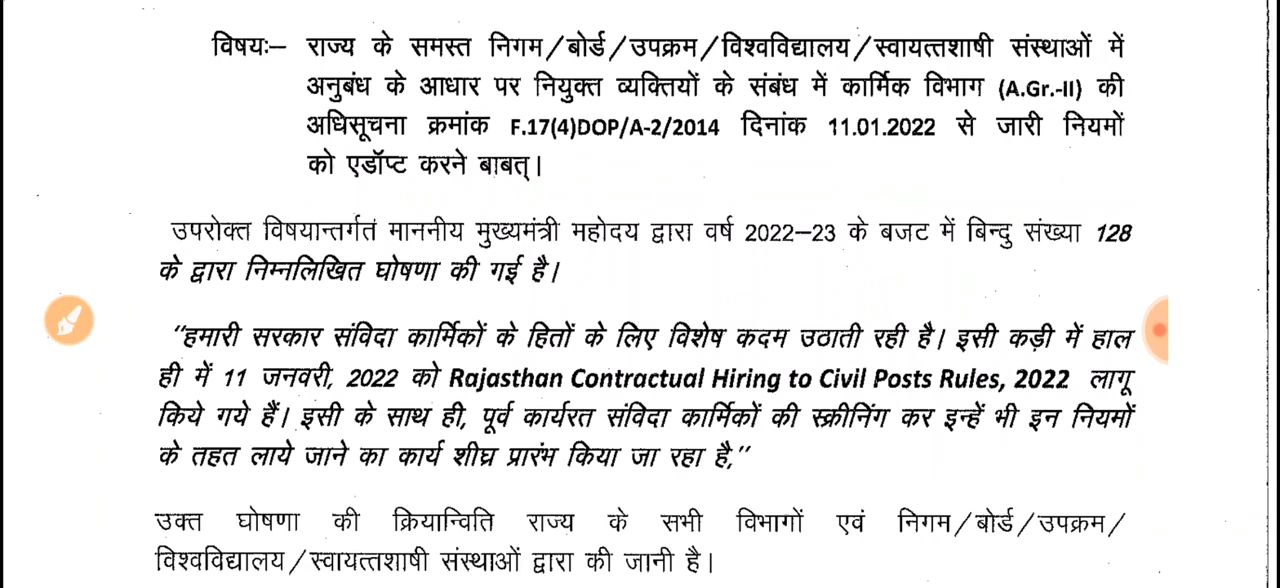 विषयः– राज्य के समस्त निगम/बोर्ड/उपक्रम/विश्वविद्यालय/स्वायत्तशाषी संस्थाओं में
अनुबंध के आधार पर नियुक्त व्यक्तियों के संबंध में कार्मिक विभाग (A.Gr.-II) की
अधिसूचना क्रमांक F.17(4)DOP/A-2/2014 दिनांक 11.01.2022 से जारी नियमों
को एडॉप्ट करने बाबत्।
उपरोक्त विषयान्तर्गत माननीय मुख्यमंत्री महोदय द्वारा वर्ष 2022–23 के बजट में बिन्दु संख्या 128
के द्वारा निम्नलिखित घोषणा की गई है।
"हमारी सरकार संविदा कार्मिकों के हितों के लिए विशेष कदम उठाती रही है। इसी कड़ी में हाल
ही में 11 जनवरी, 2022 को Rajasthan Contractual Hiring to Civil Posts Rules, 2022 लागू
किये गये हैं। इसी के साथ ही, पूर्व कार्यरत संविदा कार्मिकों की स्क्रीनिंग कर इन्हें भी इन नियमों
के तहत लाये जाने का कार्य शीघ्र प्रारंभ किया जा रहा है,"
उक्त घोषणा की क्रियान्विति राज्य के सभी विभागों एवं निगम/बोर्ड/उपक्रम/
विश्वविद्यालय/स्वायत्तशाषी संस्थाओं द्वारा की जानी है।